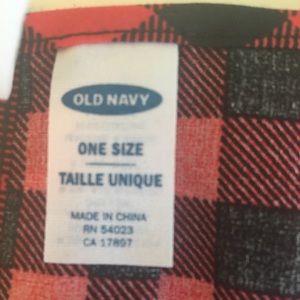 OLD NAVY
ONE SIZE
TAILLE UNIQUE
MADE IN CHINA
RN 54023
CA 17897